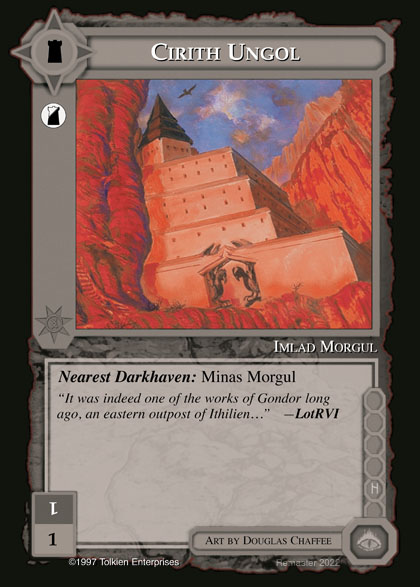 Cirith Ungol
Imlad Morgul
Nearest Darkhaven: Minas Morgul
“It was indeed one of the works of Gondor long
ago, an eastern outpost of Ithilien…” —LotRVI
H
1
1
Art by Douglas Chaffee
©1997 Tolkien Enterprises
Remaster 2022